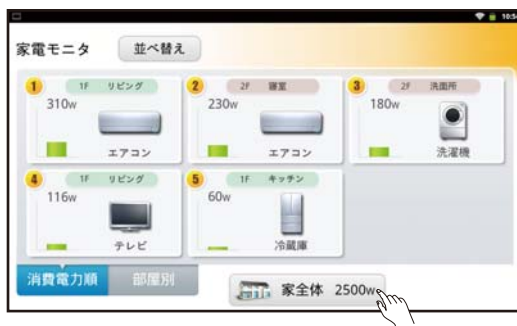 10:54
家電モニタ 並べ替え
1 1F リビング
310w
エアコン
2 2F 寝室
230w
エアコン
3 2F 洗面所
180w
洗濯機
4 1F リビング
116w
テレビ
5 1F キッチン
60w
冷蔵庫
消費電力順 部屋別
家全体 2500w